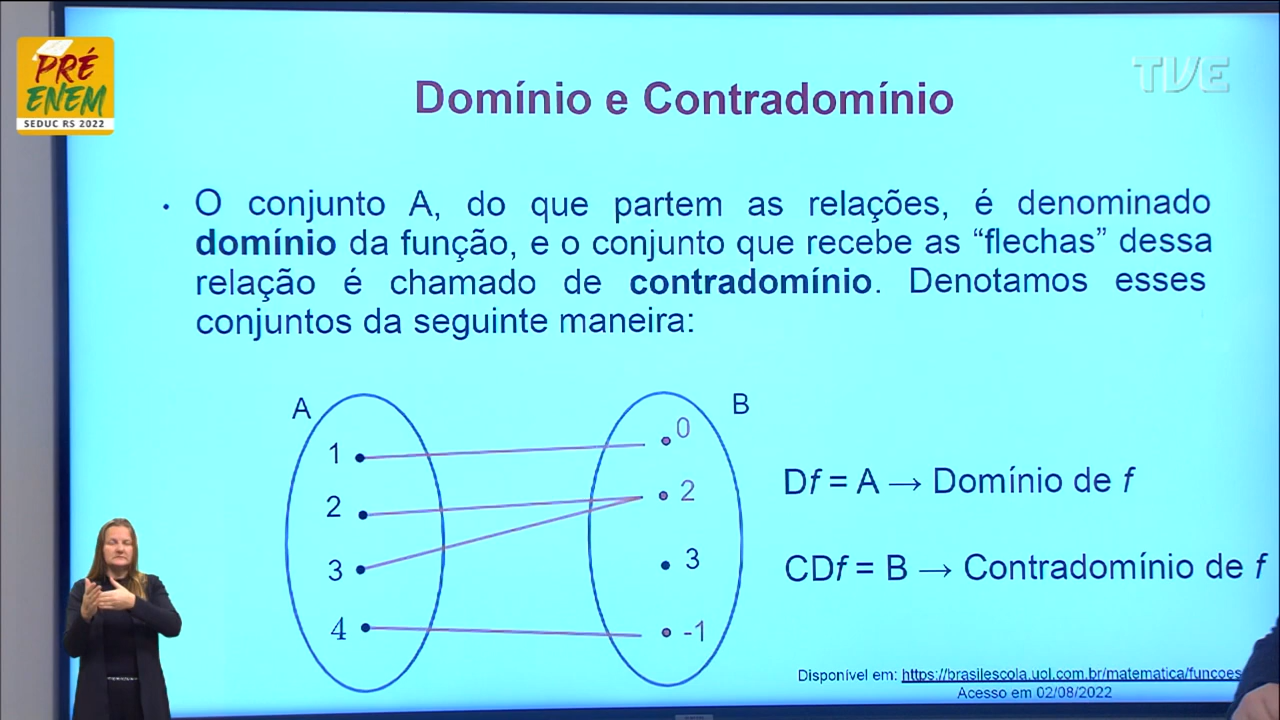 PRÉ
ENEM
SEDUC RS 2022
TVE
Domínio e Contradomínio
• O conjunto A, do que partem as relações, é denominado
domínio da função, e o conjunto que recebe as “flechas” dessa
relação é chamado de contradomínio. Denotamos esses
conjuntos da seguinte maneira:
A
B
1
0
2
2
3
3
4
-1
Df = A → Domínio de f
CDf = B → Contradomínio de f
Disponível em: https://brasilescola.uol.com.br/matematica/funcoes
Acesso em 02/08/2022